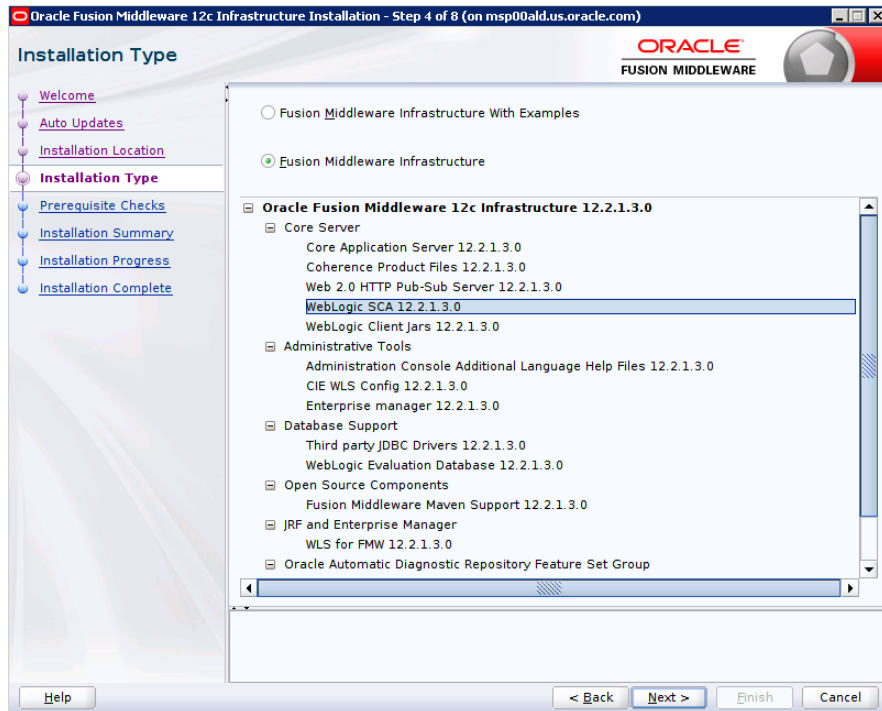 Oracle Fusion Middleware 12c Infrastructure Installation - Step 4 of 8 (on msp00ald.us.oracle.com)
Installation Type
ORACLE
FUSION MIDDLEWARE
Welcome
Auto Updates
Installation Location
Installation Type
Prerequisite Checks
Installation Summary
Installation Progress
Installation Complete
Fusion Middleware Infrastructure With Examples
Fusion Middleware Infrastructure
Oracle Fusion Middleware 12c Infrastructure 12.2.1.3.0
Core Server
Core Application Server 12.2.1.3.0
Coherence Product Files 12.2.1.3.0
Web 2.0 HTTP Pub-Sub Server 12.2.1.3.0
WebLogic SCA 12.2.1.3.0
WebLogic Client Jars 12.2.1.3.0
Administrative Tools
Administration Console Additional Language Help Files 12.2.1.3.0
CIE WLS Config 12.2.1.3.0
Enterprise manager 12.2.1.3.0
Database Support
Third party JDBC Drivers 12.2.1.3.0
WebLogic Evaluation Database 12.2.1.3.0
Open Source Components
Fusion Middleware Maven Support 12.2.1.3.0
JRF and Enterprise Manager
WLS for FMW 12.2.1.3.0
Oracle Automatic Diagnostic Repository Feature Set Group
Help
< Back
Next >
Finish
Cancel